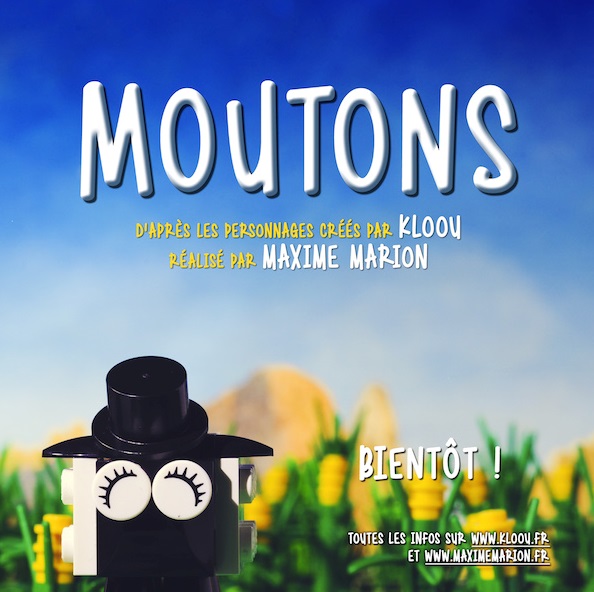 MOUTONS
D'APRÈS LES PERSONNAGES CRÉÉS PAR KLOOU
RÉALISÉ PAR MAXIME MARION
BIENTÔT !
TOUTES LES INFOS SUR WWW.KLOOU.FR
ET WWW.MAXIMEMARION.FR